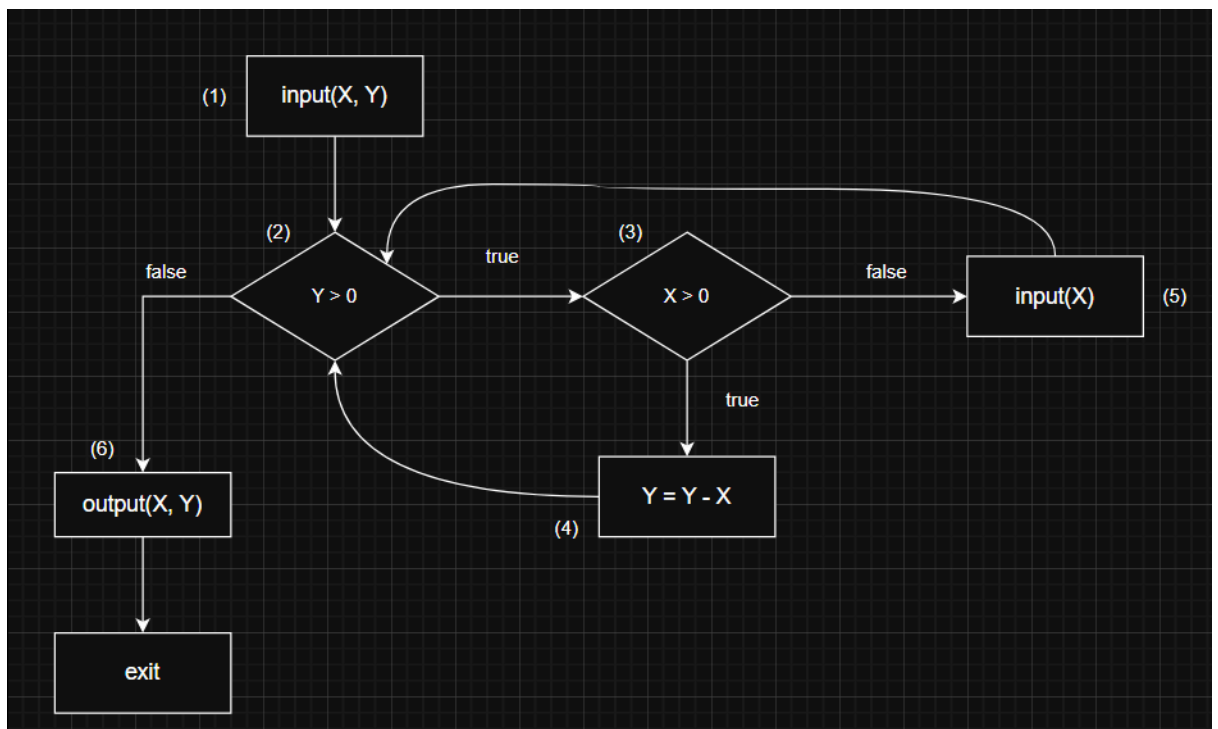 (1)
input(X, Y)
(2)
(3)
false
true
false
Y > 0
X > 0
input(X)
(5)
true
(6)
output(X, Y)
Y = Y - X
(4)
exit